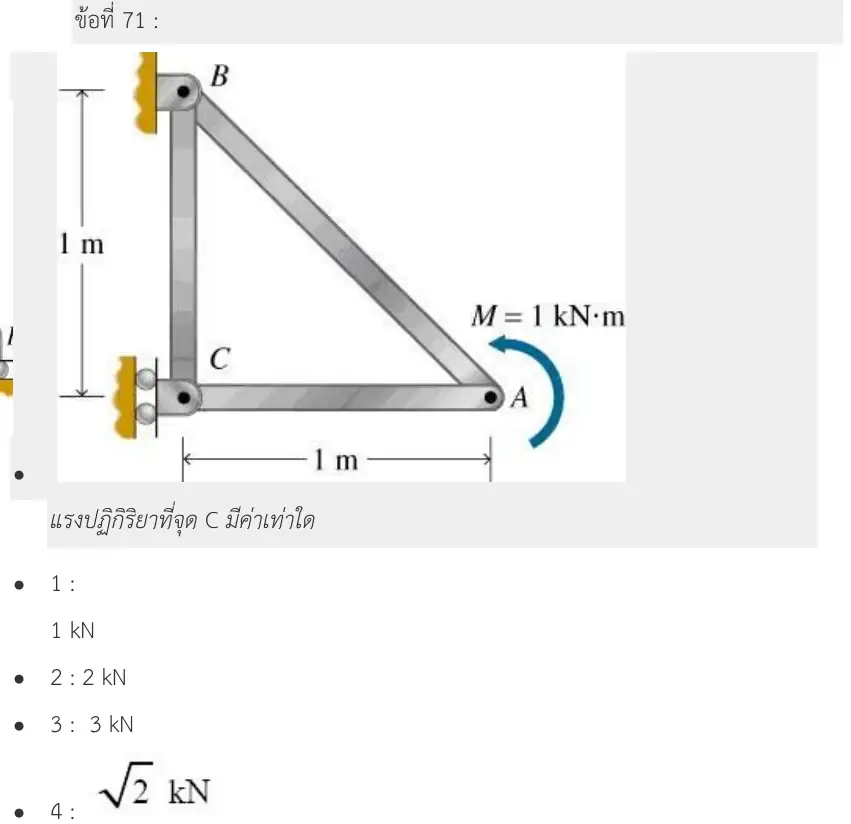 ข้อที่ 71 :
B
1 m
M = 1 kN·m
C
A
1 m
แรงปฏิกิริยาที่จุด C มีค่าเท่าใด
• 1 :
1 kN
• 2 : 2 kN
• 3 : 3 kN
• 4 : √2 kN